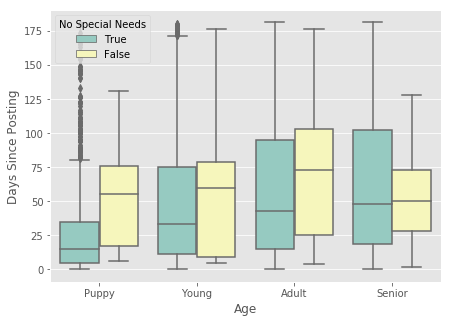 No Special Needs
True
False
175
150
125
100
75
50
25
0
Days Since Posting
Puppy
Young
Adult
Senior
Age